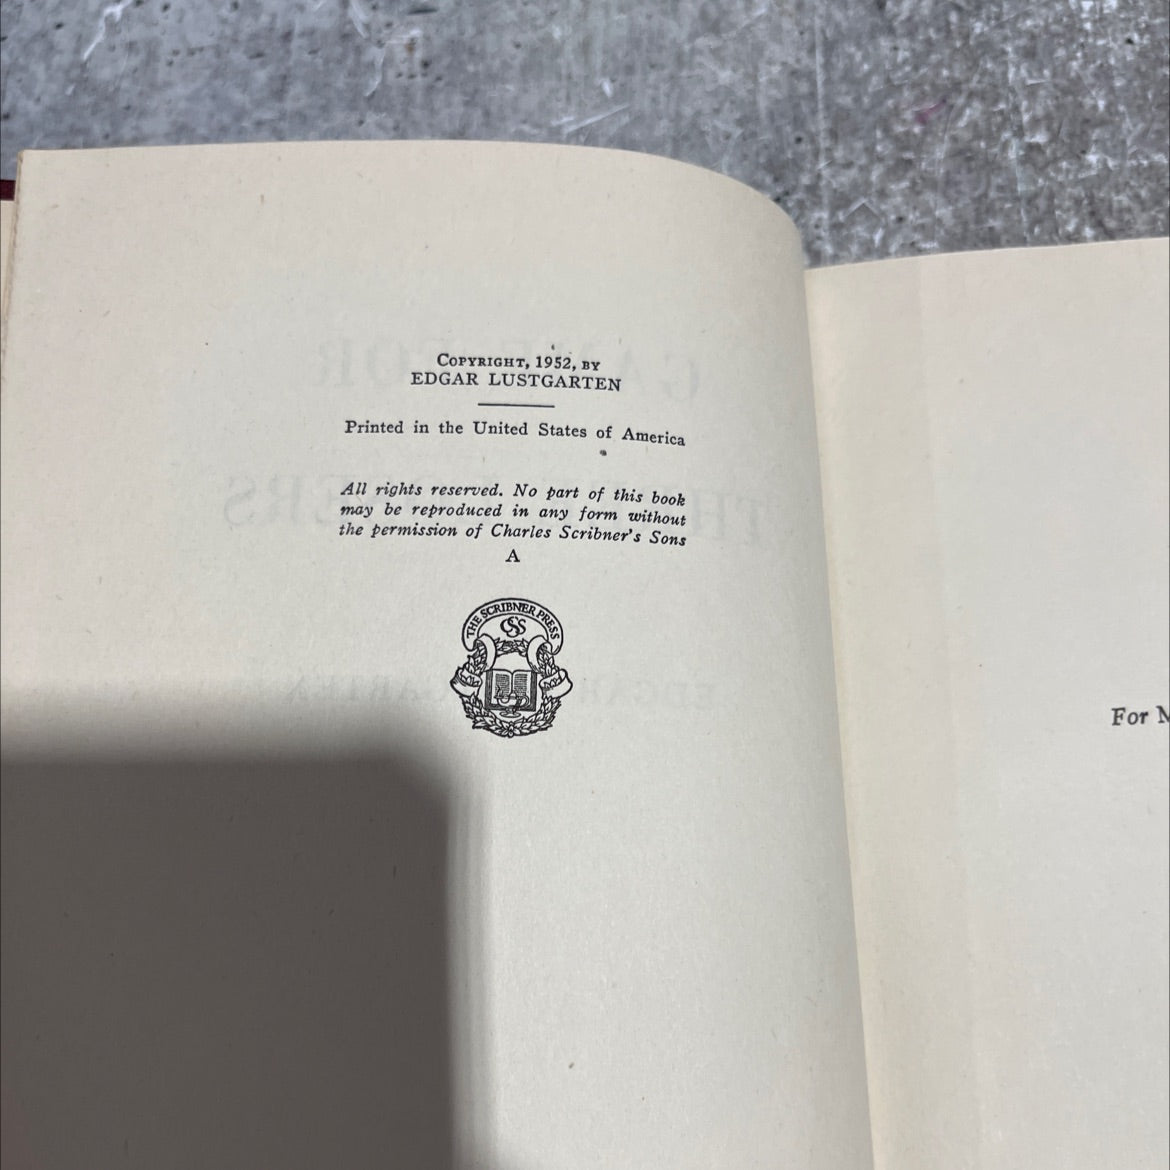 COPYRIGHT, 1952, BY
EDGAR LUSTGARTEN
Printed in the United States of America
All rights reserved. No part of this book
may be reproduced in any form without
the permission of Charles Scribner's Sons
A
THE SCRIBNER PRESS
CSS
For